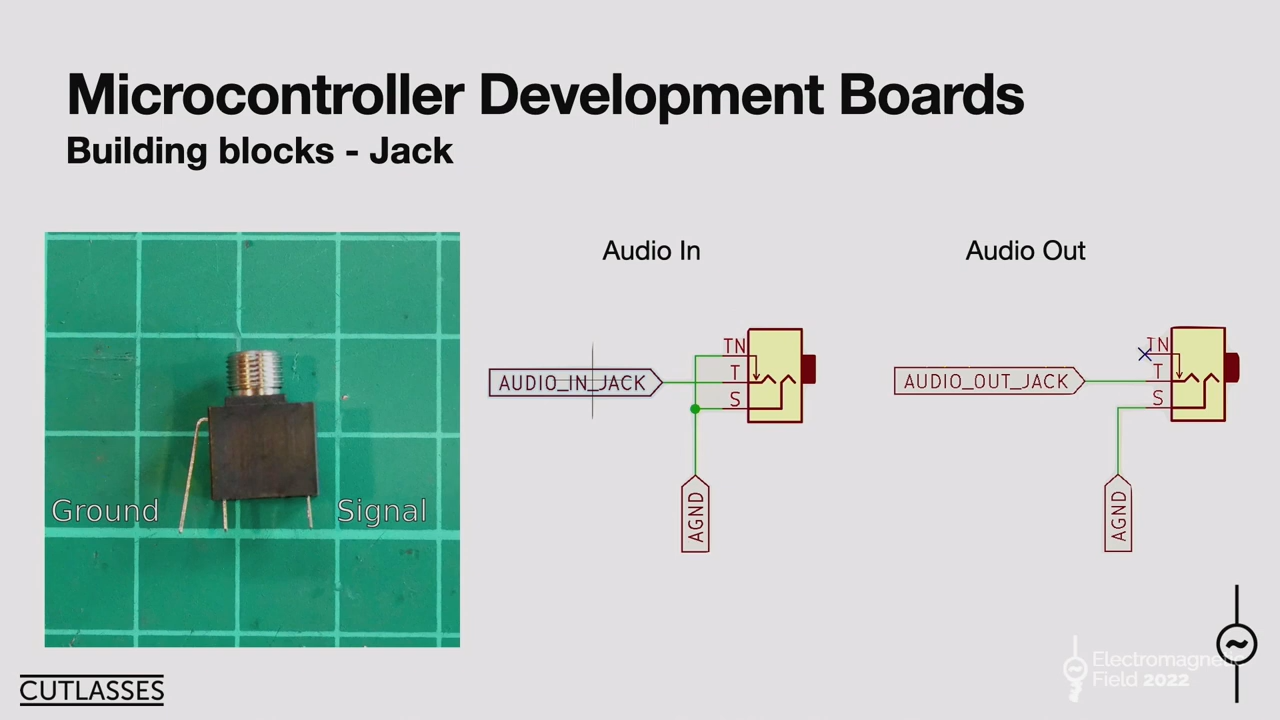 Microcontroller Development Boards
Building blocks - Jack
Audio In
Audio Out
Ground
Signal
AUDIO_IN_JACK
TN
T
S
AGND
AUDIO_OUT_JACK
TN
T
S
AGND
CUTLASSES
Electromagnetic
Field 2022